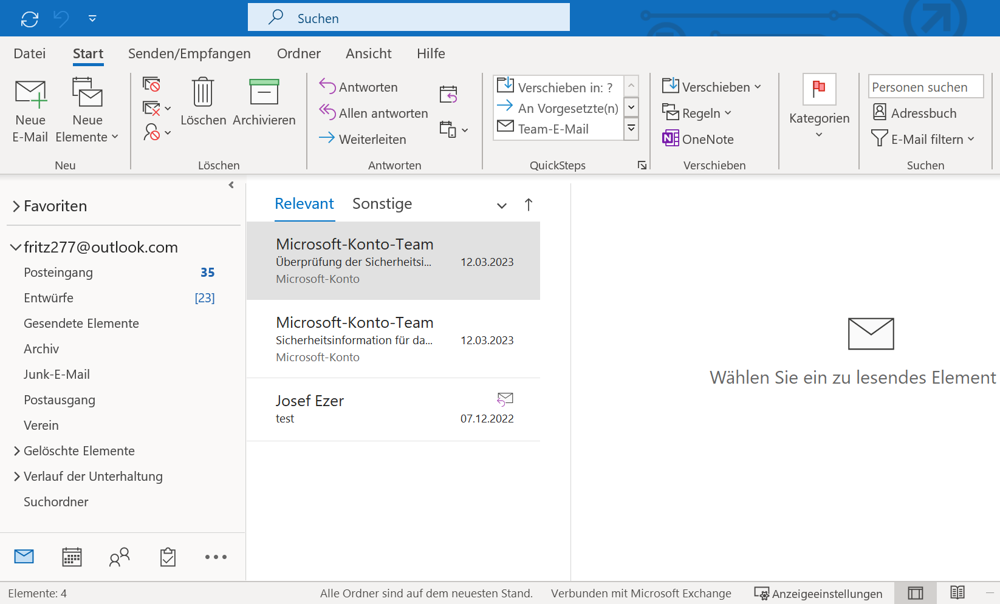 Suchen
Datei Start Senden/Empfangen Ordner Ansicht Hilfe
Neue
E-Mail
Neue
Elemente
Neu
Löschen
Archivieren
Löschen
Antworten
Allen antworten
Weiterleiten
Antworten
Verschieben in: ?
An Vorgesetzte(n)
Team-E-Mail
QuickSteps
Verschieben
Regeln
OneNote
Verschieben
Kategorien
Personen suchen
Adressbuch
E-Mail filtern
Suchen
Favoriten
fritz277@outlook.com
Posteingang 35
Entwürfe [23]
Gesendete Elemente
Archiv
Junk-E-Mail
Postausgang
Verein
Gelöschte Elemente
Verlauf der Unterhaltung
Suchordner
Relevant Sonstige
Microsoft-Konto-Team
Überprüfung der Sicherheitsi... 12.03.2023
Microsoft-Konto
Microsoft-Konto-Team
Sicherheitsinformation für da... 12.03.2023
Microsoft-Konto
Josef Ezer
test 07.12.2022
Wählen Sie ein zu lesendes Element
Elemente: 4 Alle Ordner sind auf dem neuesten Stand. Verbunden mit Microsoft Exchange Anzeigeeinstellungen